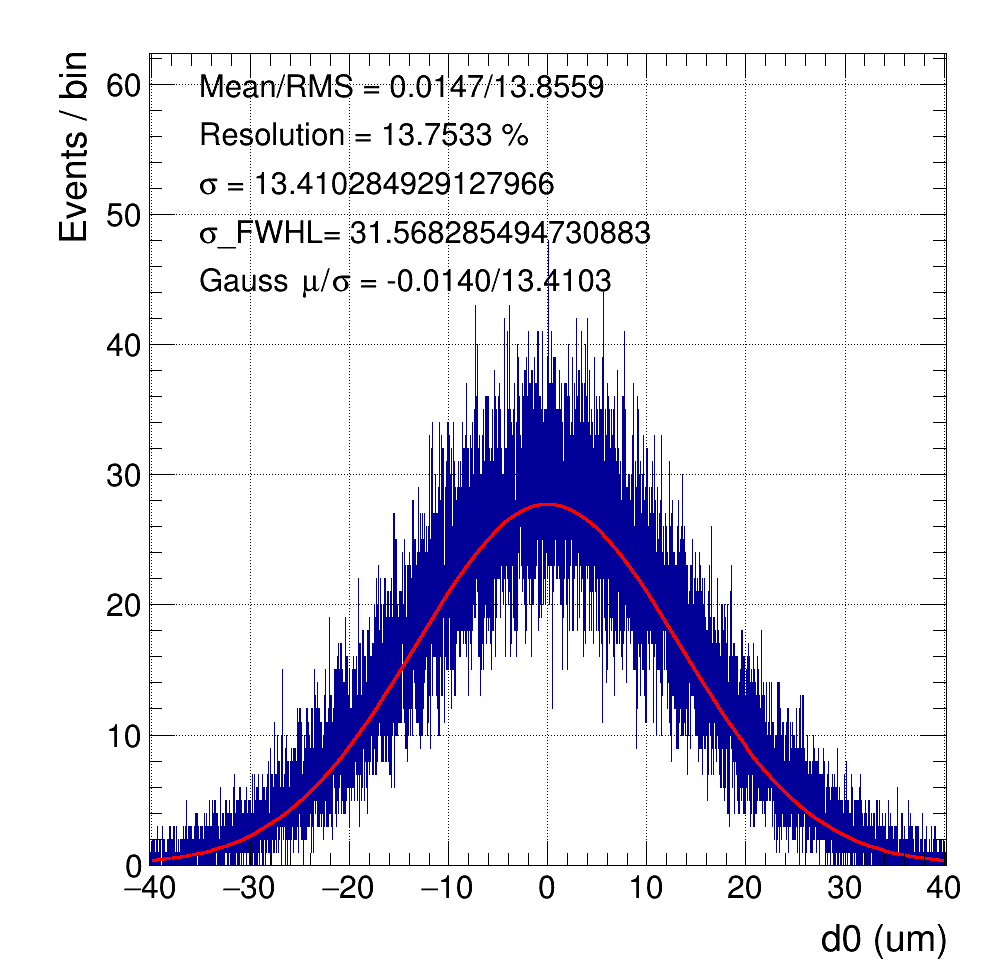 Events / bin
60
50
40
30
20
10
0
Mean/RMS = 0.0147/13.8559
Resolution = 13.7533 %
σ = 13.410284929127966
σ_FWHL= 31.568285494730883
Gauss μ/σ = -0.0140/13.4103
−40 −30 −20 −10 0 10 20 30 40
d0 (um)